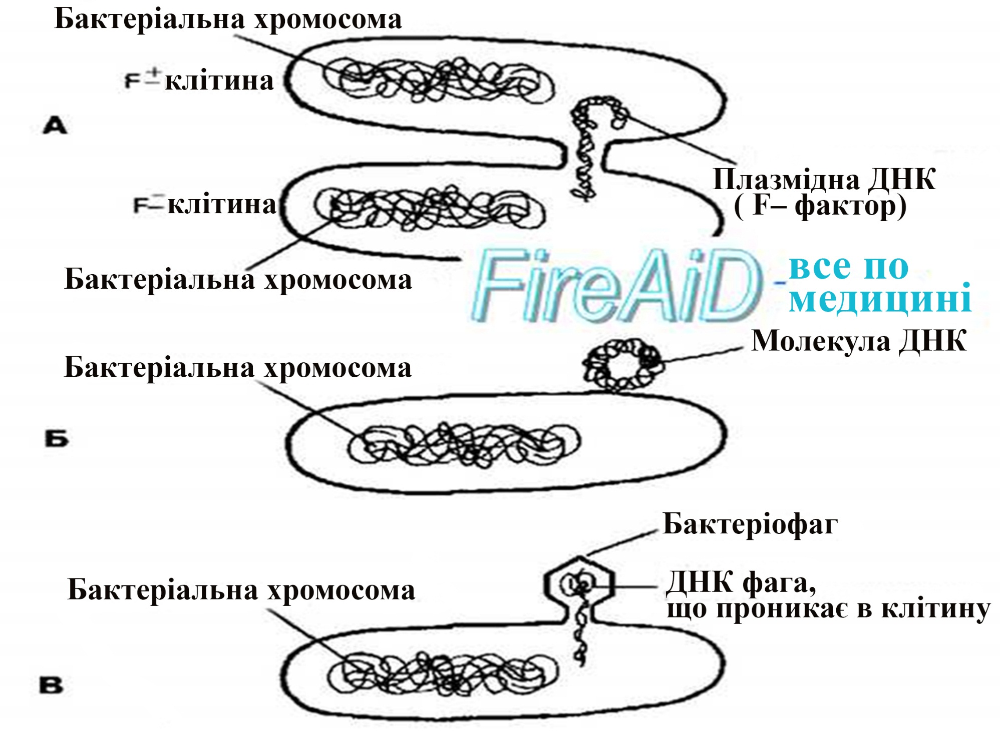 Бактеріальна хромосома
F+ клітина
А
Плазмідна ДНК
( F– фактор)
F– клітина
Бактеріальна хромосома
FireAiD - все по
медицині
Молекула ДНК
Бактеріальна хромосома
Б
Бактеріофаг
ДНК фага,
що проникає в клітину
Бактеріальна хромосома
В